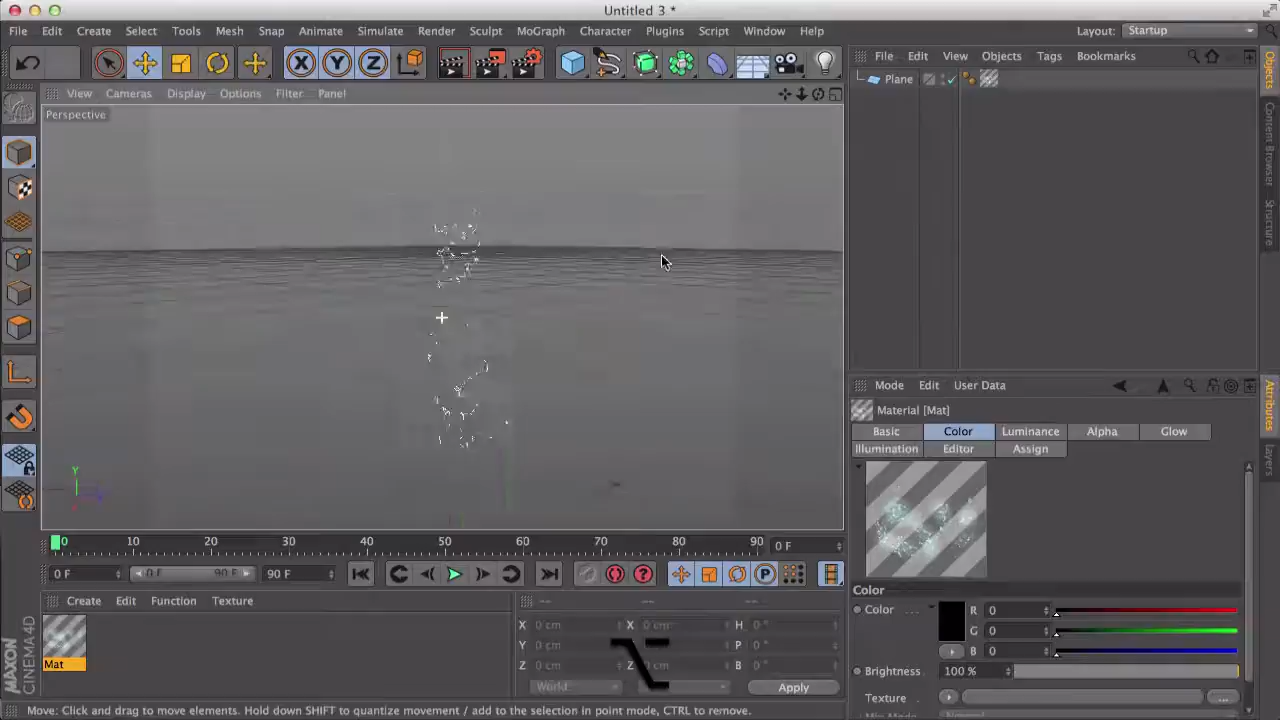 Untitled 3 *
File Edit Create Select Tools Mesh Snap Animate Simulate Render Sculpt MoGraph Character Plugins Script Window Help Layout: Startup
File Edit View Objects Tags Bookmarks
View Cameras Display Options Filter Panel
Plane
Perspective
Objects
Content Browser
Structure
Mode Edit User Data
Material [Mat]
Basic Color Luminance Alpha Glow
Illumination Editor Assign
Attributes
Layers
Y
0 10 20 30 40 50 60 70 80 90 0 F
0 F 0 F 90 F 90 F
Create Edit Function Texture
Mat
X 0 cm X 0 cm H 0 °
Y 0 cm P 0 °
Z 0 cm Z 0 cm B 0 °
World Apply
Color
Color R 0
G 0
B 0
Brightness 100 %
Texture
MAXON
CINEMA 4D
Move: Click and drag to move elements. Hold down SHIFT to quantize movement / add to the selection in point mode, CTRL to remove.